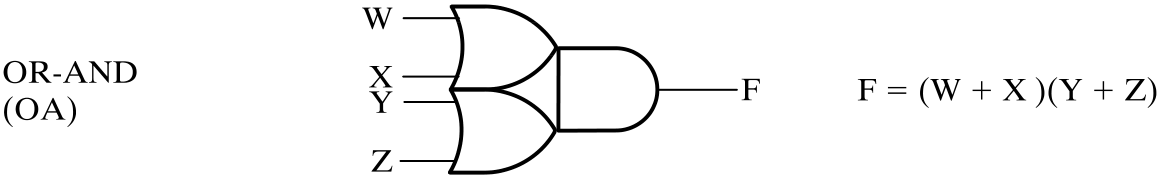 OR-AND
(OA)
W
X
Y
Z
F
F = (W + X )(Y + Z)